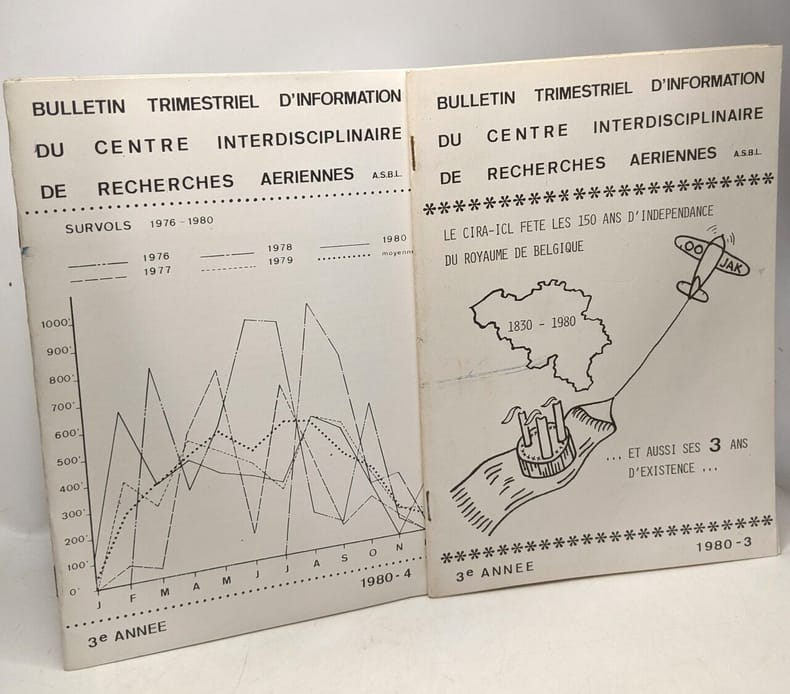 BULLETIN TRIMESTRIEL D'INFORMATION
DU CENTRE INTERDISCIPLINAIRE
DE RECHERCHES AERIENNES A.S.B.L.
SURVOLS 1976-1980
1976 1978 1980
1977 1979 moyenn
1000'
900'
800'
700'
600'
500'
400'
300'
200'
100'
0'
J F M A M J J A S O N
1980-4
3e ANNEE
BULLETIN TRIMESTRIEL D'INFORMATION
DU CENTRE INTERDISCIPLINAIRE
DE RECHERCHES AERIENNES A.S.B.L.
LE CIRA-ICL FETE LES 150 ANS D'INDEPENDANCE
DU ROYAUME DE BELGIQUE
OO JAK
1830 - 1980
... ET AUSSI SES 3 ANS
D'EXISTENCE ...
1980-3
3e ANNEE